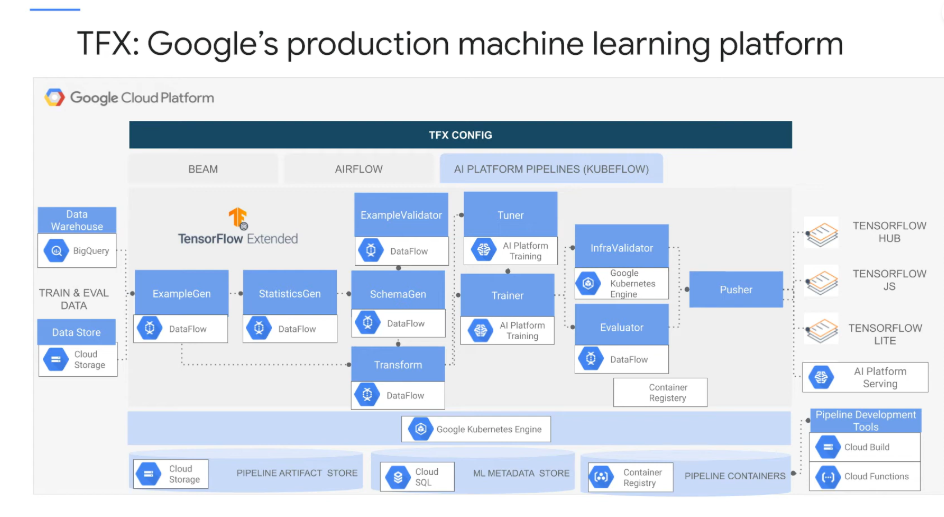 TFX: Google's production machine learning platform
Google Cloud Platform
TFX CONFIG
BEAM
AIRFLOW
AI PLATFORM PIPELINES (KUBEFLOW)
Data
Warehouse
BigQuery
TRAIN & EVAL
DATA
Data Store
Cloud
Storage
TensorFlow Extended
ExampleGen
DataFlow
StatisticsGen
DataFlow
ExampleValidator
DataFlow
SchemaGen
DataFlow
Transform
DataFlow
Tuner
AI Platform
Training
Trainer
AI Platform
Training
InfraValidator
Google
Kubernetes
Engine
Evaluator
DataFlow
Container
Registery
Pusher
TENSORFLOW
HUB
TENSORFLOW
JS
TENSORFLOW
LITE
AI Platform
Serving
Google Kubernetes Engine
Cloud
Storage
PIPELINE ARTIFACT STORE
Cloud
SQL
ML METADATA STORE
Container
Registry
PIPELINE CONTAINERS
Pipeline Development
Tools
Cloud Build
Cloud Functions